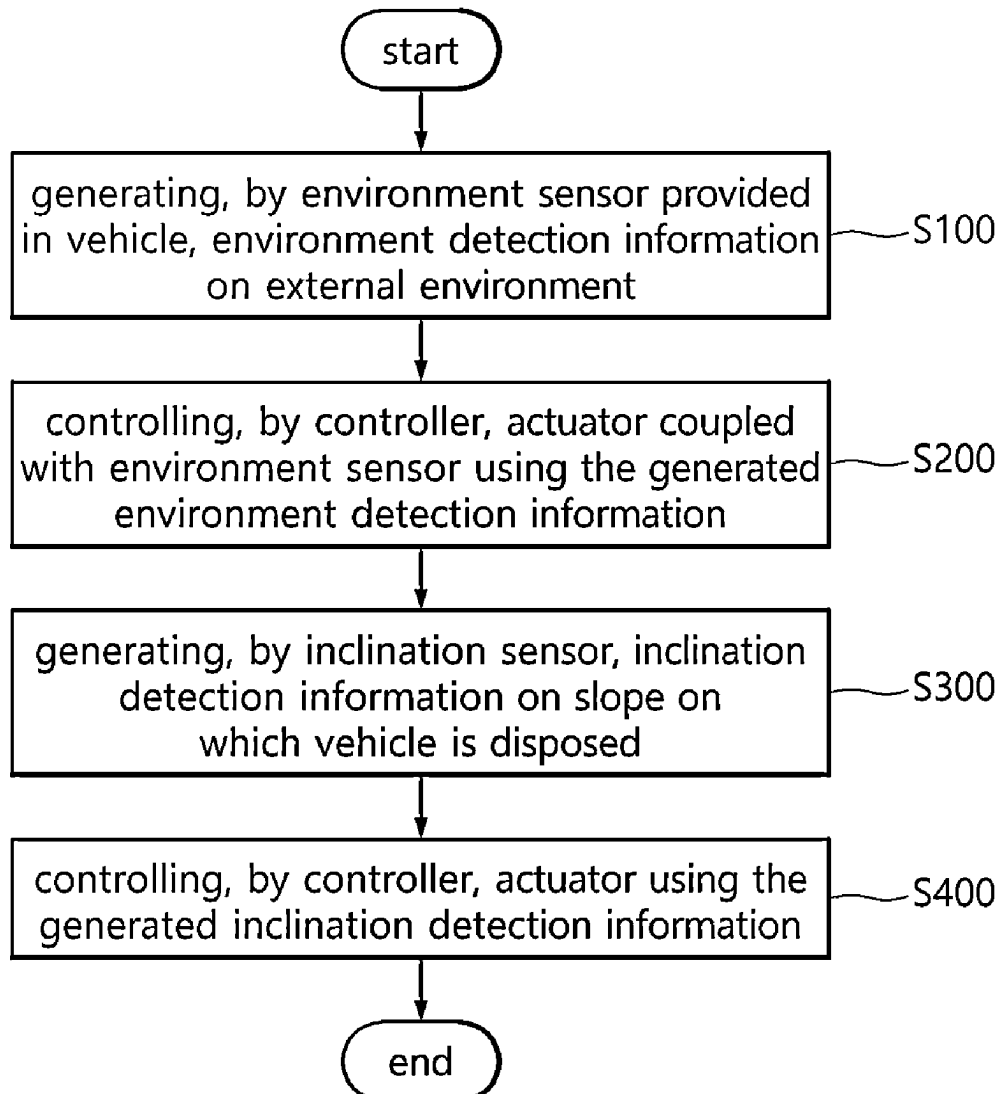 start
generating, by environment sensor provided
in vehicle, environment detection information
on external environment
S100
controlling, by controller, actuator coupled
with environment sensor using the generated
environment detection information
S200
generating, by inclination sensor, inclination
detection information on slope on
which vehicle is disposed
S300
controlling, by controller, actuator using the
generated inclination detection information
S400
end